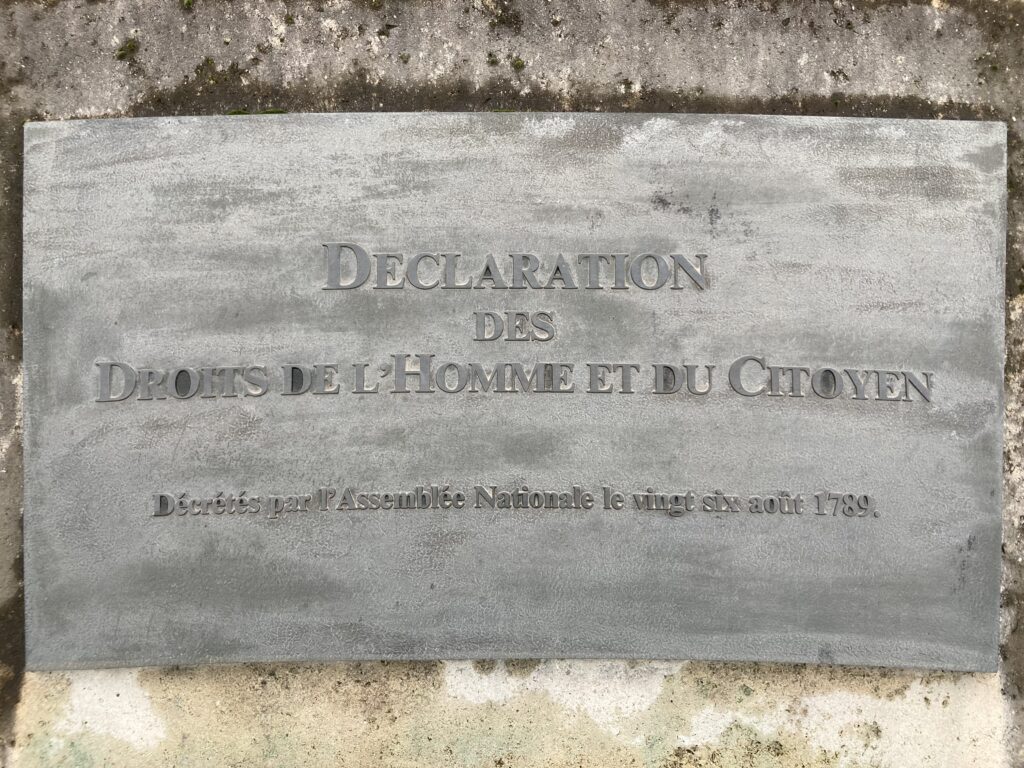 DECLARATION
DES
DROITS DE L'HOMME ET DU CITOYEN
Décrétés par l'Assemblée Nationale le vingt six août 1789.